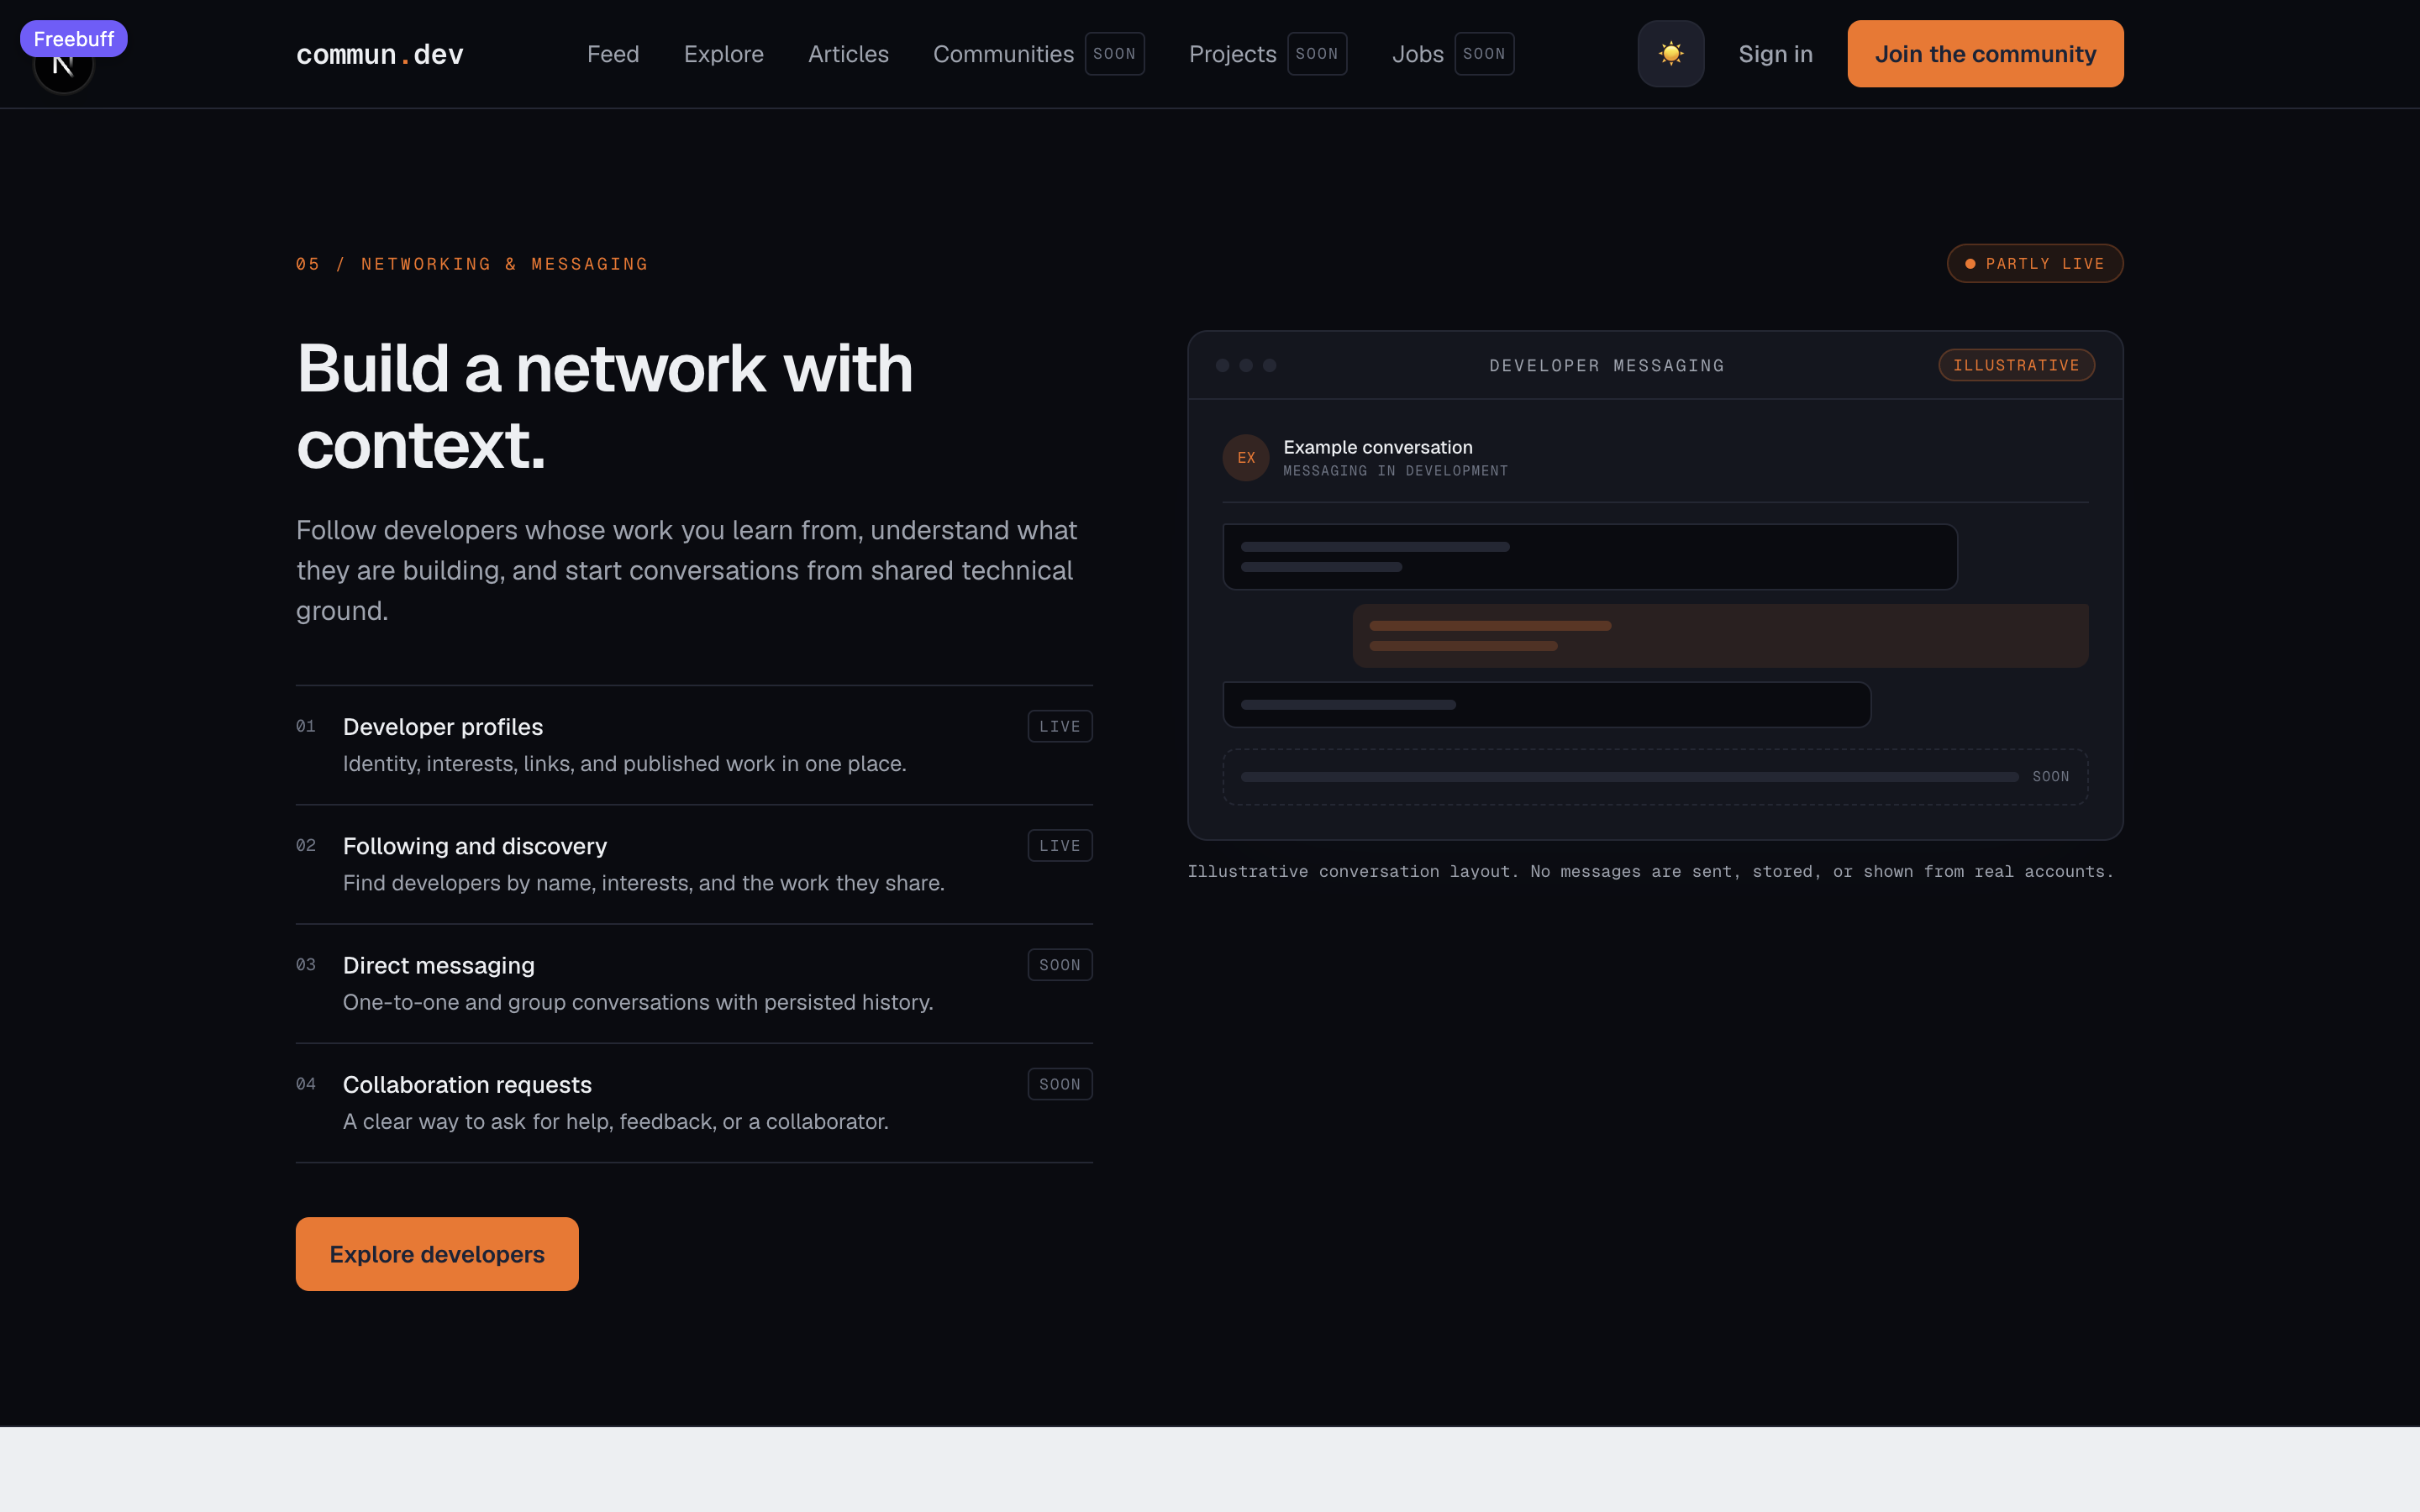 Freebuff
N
commun.dev
Feed
Explore
Articles
Communities SOON
Projects SOON
Jobs SOON
Sign in
Join the community
05 / NETWORKING & MESSAGING
PARTLY LIVE
Build a network with
context.
Follow developers whose work you learn from, understand what
they are building, and start conversations from shared technical
ground.
01 Developer profiles LIVE
Identity, interests, links, and published work in one place.
02 Following and discovery LIVE
Find developers by name, interests, and the work they share.
03 Direct messaging SOON
One-to-one and group conversations with persisted history.
04 Collaboration requests SOON
A clear way to ask for help, feedback, or a collaborator.
Explore developers
DEVELOPER MESSAGING
ILLUSTRATIVE
EX
Example conversation
MESSAGING IN DEVELOPMENT
SOON
Illustrative conversation layout. No messages are sent, stored, or shown from real accounts.